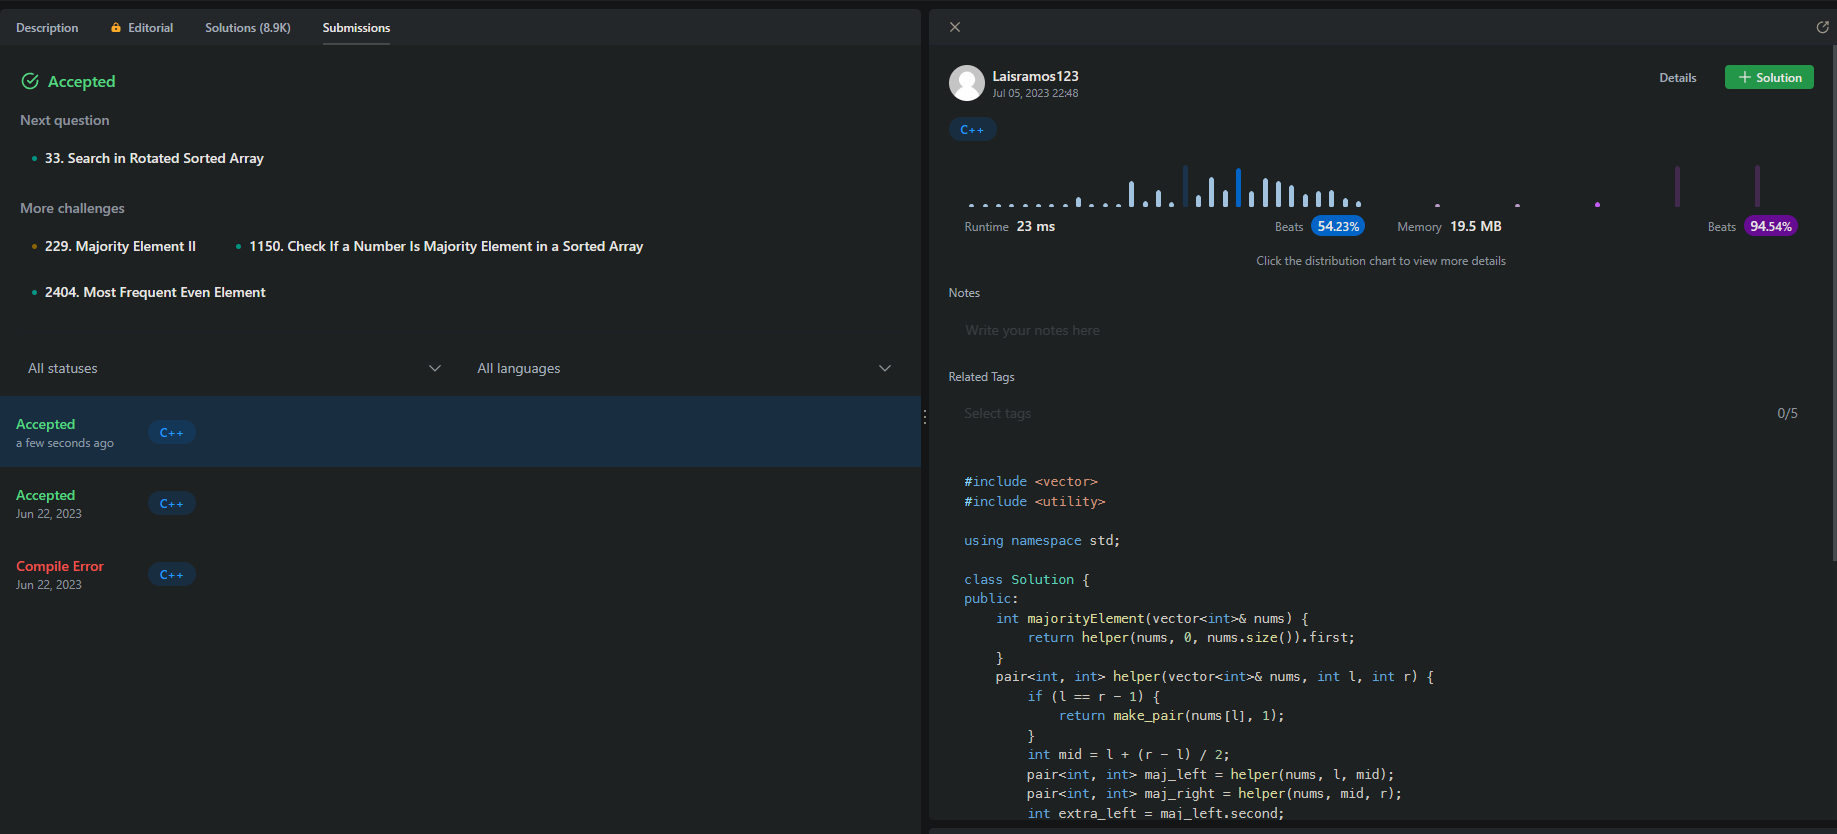 Description Editorial Solutions (8.9K) Submissions
Accepted
Next question
33. Search in Rotated Sorted Array
More challenges
229. Majority Element II 1150. Check If a Number Is Majority Element in a Sorted Array
2404. Most Frequent Even Element
All statuses All languages
Accepted
a few seconds ago
C++
Accepted
Jun 22, 2023
C++
Compile Error
Jun 22, 2023
C++
Laisramos123
Jul 05, 2023 22:48
Details
+ Solution
C++
Runtime 23 ms Beats 54.23% Memory 19.5 MB Beats 94.54%
Click the distribution chart to view more details
Notes
Write your notes here
Related Tags
Select tags 0/5
#include <vector>
#include <utility>
using namespace std;
class Solution {
public:
    int majorityElement(vector<int>& nums) {
        return helper(nums, 0, nums.size()).first;
    }
    pair<int, int> helper(vector<int>& nums, int l, int r) {
        if (l == r - 1) {
            return make_pair(nums[l], 1);
        }
        int mid = l + (r - l) / 2;
        pair<int, int> maj_left = helper(nums, l, mid);
        pair<int, int> maj_right = helper(nums, mid, r);
        int extra_left = maj_left.second;